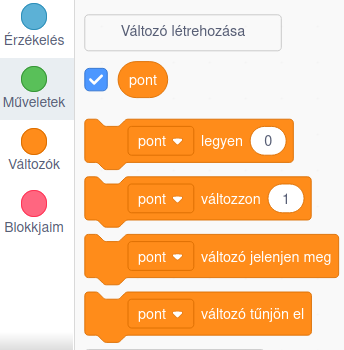 Érzékelés
Műveletek
Változók
Blokkjaim
Változó létrehozása
pont
pont legyen 0
pont változzon 1
pont változó jelenjen meg
pont változó tűnjön el